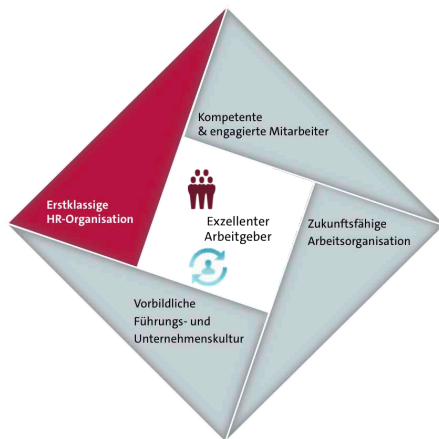 Kompetente
& engagierte Mitarbeiter
Erstklassige
HR-Organisation
Exzellenter
Arbeitgeber
Zukunftsfähige
Arbeitsorganisation
Vorbildliche
Führungs- und
Unternehmenskultur